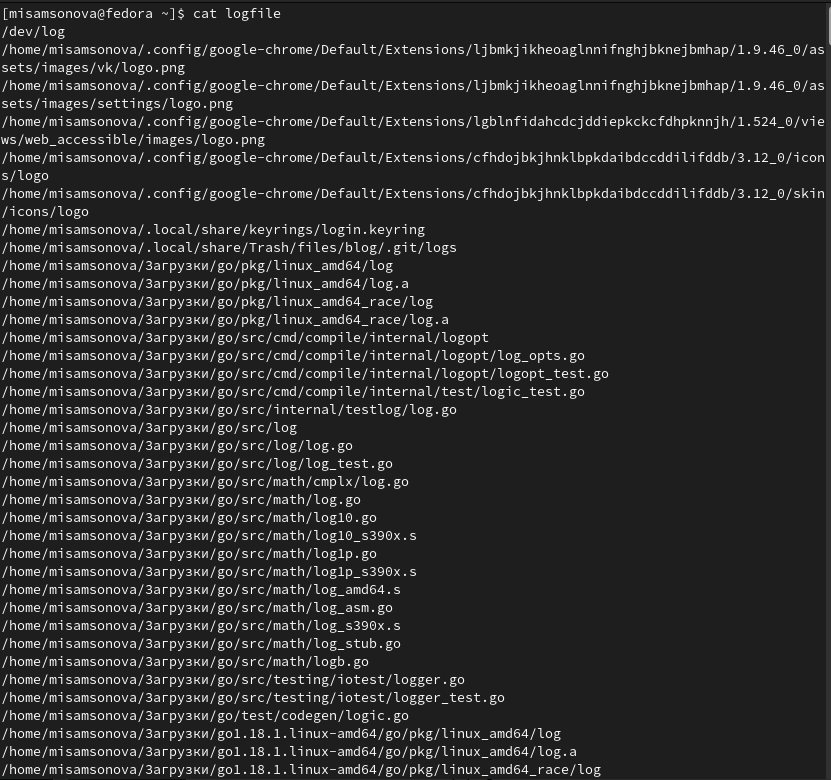 [misamsonova@fedora ~]$ cat logfile
/dev/log
/home/misamsonova/.config/google-chrome/Default/Extensions/ljbmkjikheoaglnnifnghjbknejbmhap/1.9.46_0/as
sets/images/vk/logo.png
/home/misamsonova/.config/google-chrome/Default/Extensions/ljbmkjikheoaglnnifnghjbknejbmhap/1.9.46_0/as
sets/images/settings/logo.png
/home/misamsonova/.config/google-chrome/Default/Extensions/lgblnfidahcdcjddiepkckcfdhpknnjh/1.524_0/vie
ws/web_accessible/images/logo.png
/home/misamsonova/.config/google-chrome/Default/Extensions/cfhdojbkjhnklbpkdaibdccddilifddb/3.12_0/icon
s/logo
/home/misamsonova/.config/google-chrome/Default/Extensions/cfhdojbkjhnklbpkdaibdccddilifddb/3.12_0/skin
/icons/logo
/home/misamsonova/.local/share/keyrings/login.keyring
/home/misamsonova/.local/share/Trash/files/blog/.git/logs
/home/misamsonova/Загрузки/go/pkg/linux_amd64/log
/home/misamsonova/Загрузки/go/pkg/linux_amd64/log.a
/home/misamsonova/Загрузки/go/pkg/linux_amd64_race/log
/home/misamsonova/Загрузки/go/pkg/linux_amd64_race/log.a
/home/misamsonova/Загрузки/go/src/cmd/compile/internal/logopt
/home/misamsonova/Загрузки/go/src/cmd/compile/internal/logopt/log_opts.go
/home/misamsonova/Загрузки/go/src/cmd/compile/internal/logopt/logopt_test.go
/home/misamsonova/Загрузки/go/src/cmd/compile/internal/test/logic_test.go
/home/misamsonova/Загрузки/go/src/internal/testlog/log.go
/home/misamsonova/Загрузки/go/src/log
/home/misamsonova/Загрузки/go/src/log/log.go
/home/misamsonova/Загрузки/go/src/log/log_test.go
/home/misamsonova/Загрузки/go/src/math/cmplx/log.go
/home/misamsonova/Загрузки/go/src/math/log.go
/home/misamsonova/Загрузки/go/src/math/log10.go
/home/misamsonova/Загрузки/go/src/math/log10_s390x.s
/home/misamsonova/Загрузки/go/src/math/log1p.go
/home/misamsonova/Загрузки/go/src/math/log1p_s390x.s
/home/misamsonova/Загрузки/go/src/math/log_amd64.s
/home/misamsonova/Загрузки/go/src/math/log_asm.go
/home/misamsonova/Загрузки/go/src/math/log_s390x.s
/home/misamsonova/Загрузки/go/src/math/log_stub.go
/home/misamsonova/Загрузки/go/src/math/logb.go
/home/misamsonova/Загрузки/go/src/testing/iotest/logger.go
/home/misamsonova/Загрузки/go/src/testing/iotest/logger_test.go
/home/misamsonova/Загрузки/go/test/codegen/logic.go
/home/misamsonova/Загрузки/go1.18.1.linux-amd64/go/pkg/linux_amd64/log
/home/misamsonova/Загрузки/go1.18.1.linux-amd64/go/pkg/linux_amd64/log.a
/home/misamsonova/Загрузки/go1.18.1.linux-amd64/go/pkg/linux_amd64_race/log